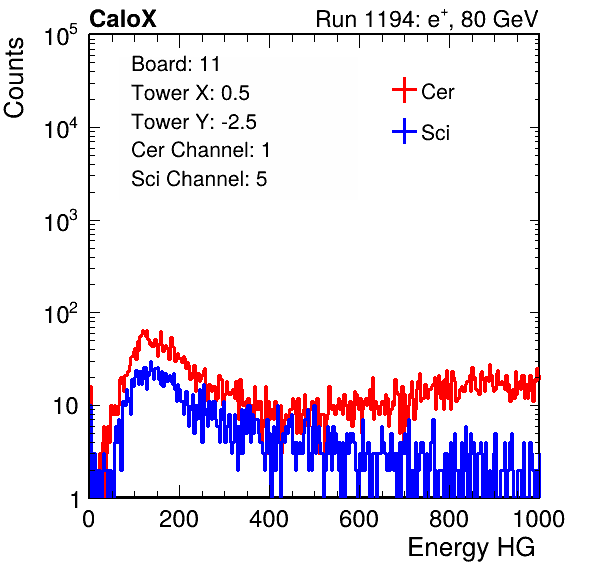 CaloX Run 1194: e⁺, 80 GeV
Counts
Board: 11
Tower X: 0.5
Tower Y: -2.5
Cer Channel: 1
Sci Channel: 5
Cer
Sci
10⁵
10⁴
10³
10²
10
1
0 200 400 600 800 1000
Energy HG